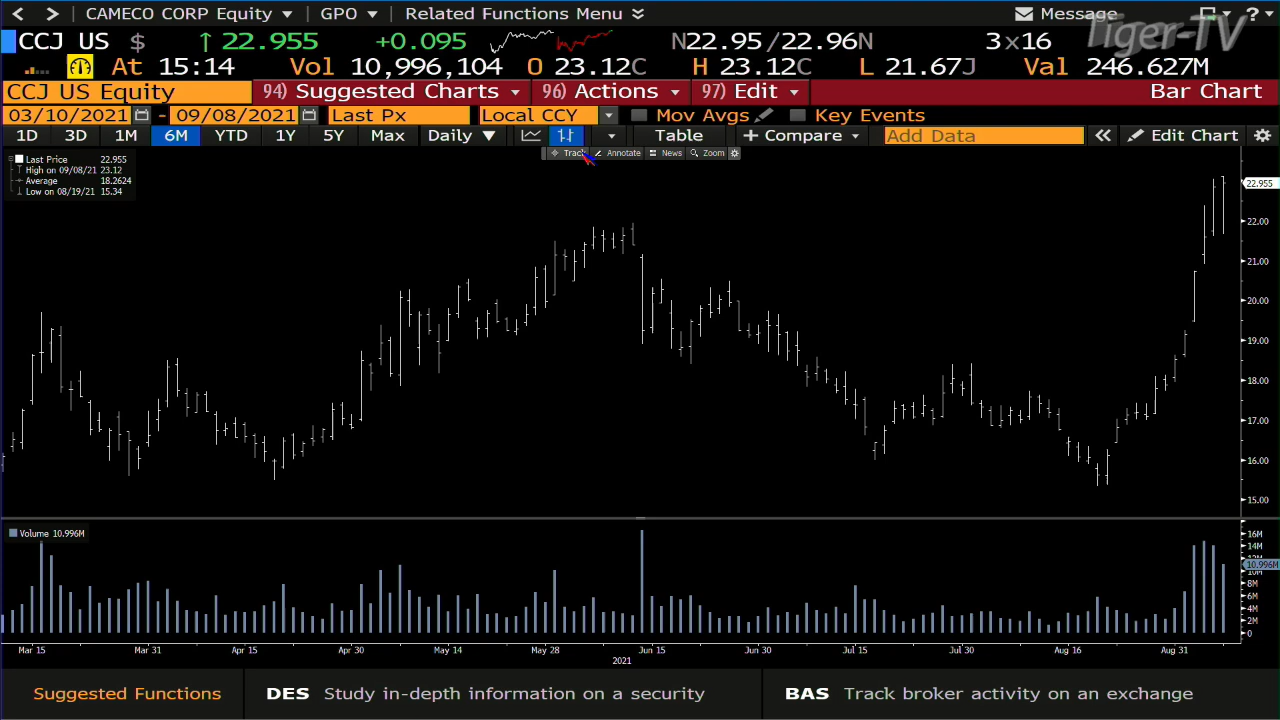 CAMECO CORP Equity GPO Related Functions Menu Message ?
Tiger-TV
CCJ US $ ↑ 22.955 +0.095 N22.95/22.96N 3x16
At 15:14 Vol 10,996,104 O 23.12C H 23.12C L 21.67J Val 246.627M
CCJ US Equity 94) Suggested Charts 96) Actions 97) Edit Bar Chart
03/10/2021 - 09/08/2021 Last Px Local CCY Mov Avgs Key Events
1D 3D 1M 6M YTD 1Y 5Y Max Daily ▼ Table + Compare Add Data « Edit Chart
Track Annotate News Zoom
Last Price 22.955
High on 09/08/21 23.12
Average 18.2624
Low on 08/19/21 15.34
22.955
22.00
21.00
20.00
19.00
18.00
17.00
16.00
15.00
Volume 10.996M
16M
14M
10.996M
10M
8M
6M
4M
2M
0
Mar 15 Mar 31 Apr 15 Apr 30 May 14 May 28 Jun 15 Jun 30 Jul 15 Jul 30 Aug 16 Aug 31
2021
Suggested Functions DES Study in-depth information on a security BAS Track broker activity on an exchange